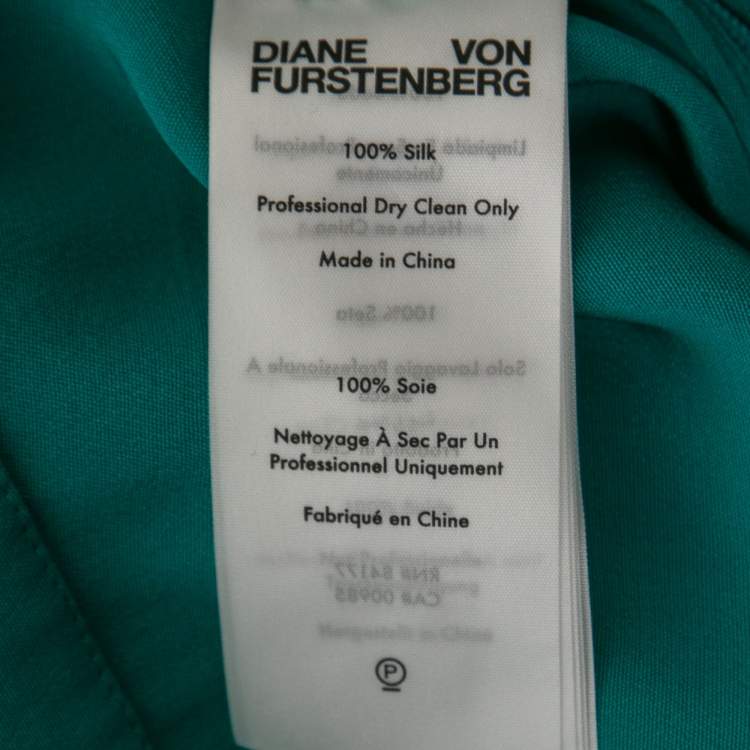 DIANE VON
FURSTENBERG
100% Silk
Professional Dry Clean Only
Made in China
100% Soie
Nettoyage À Sec Par Un
Professionnel Uniquement
Fabriqué en Chine
P